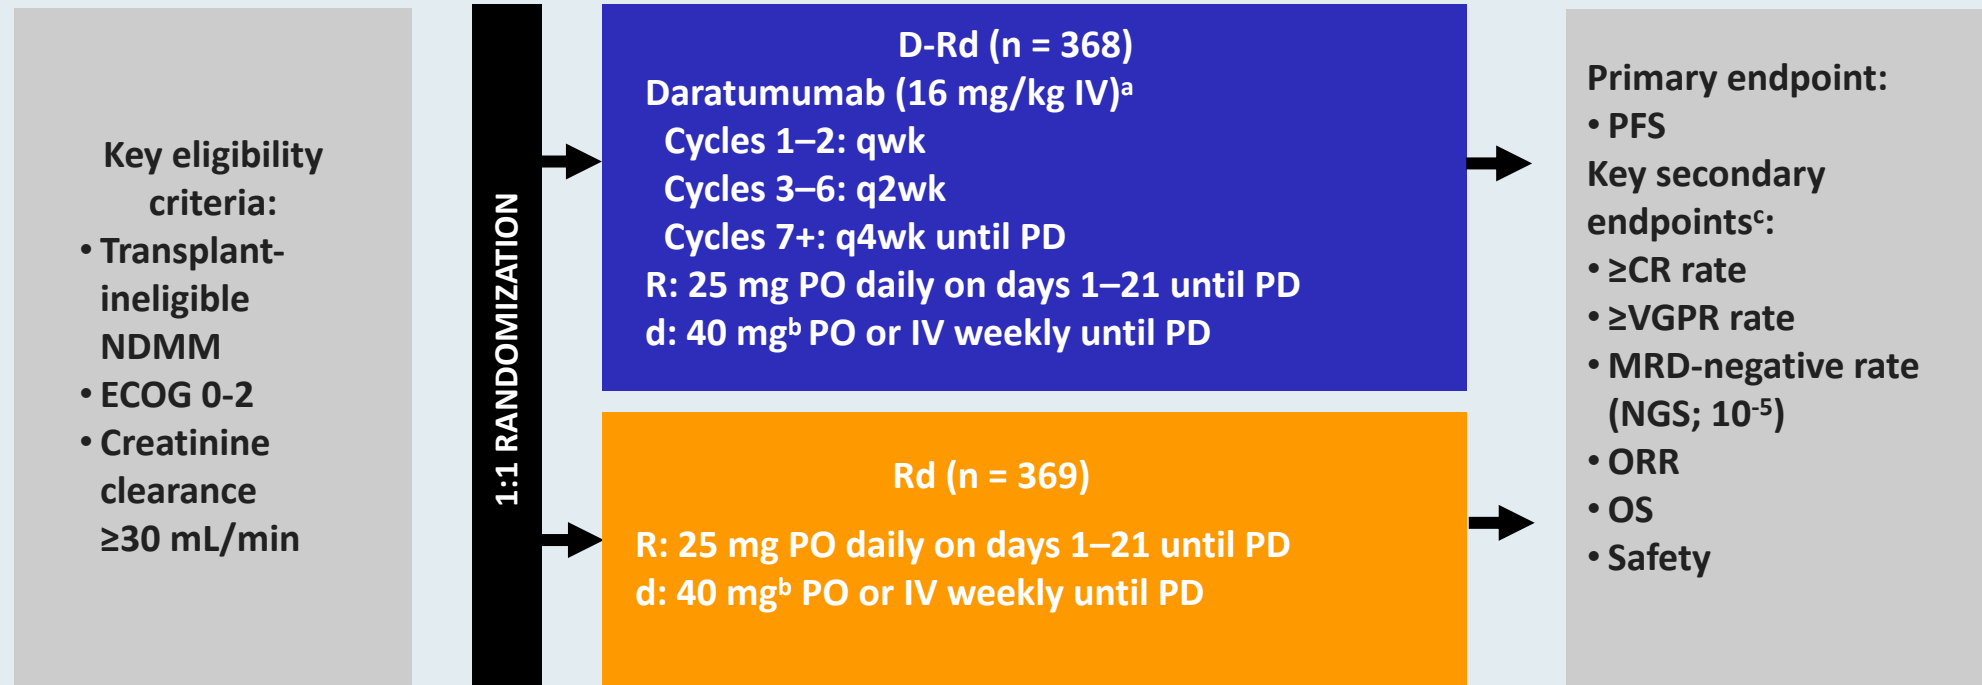 Key eligibility
criteria:
• Transplant-
ineligible
NDMM
• ECOG 0-2
• Creatinine
clearance
≥30 mL/min
1:1 RANDOMIZATION
D-Rd (n = 368)
Daratumumab (16 mg/kg IV)ᵃ
Cycles 1–2: qwk
Cycles 3–6: q2wk
Cycles 7+: q4wk until PD
R: 25 mg PO daily on days 1–21 until PD
d: 40 mgᵇ PO or IV weekly until PD
Rd (n = 369)
R: 25 mg PO daily on days 1–21 until PD
d: 40 mgᵇ PO or IV weekly until PD
Primary endpoint:
• PFS
Key secondary
endpointsᶜ:
• ≥CR rate
• ≥VGPR rate
• MRD-negative rate
(NGS; 10⁻⁵)
• ORR
• OS
• Safety